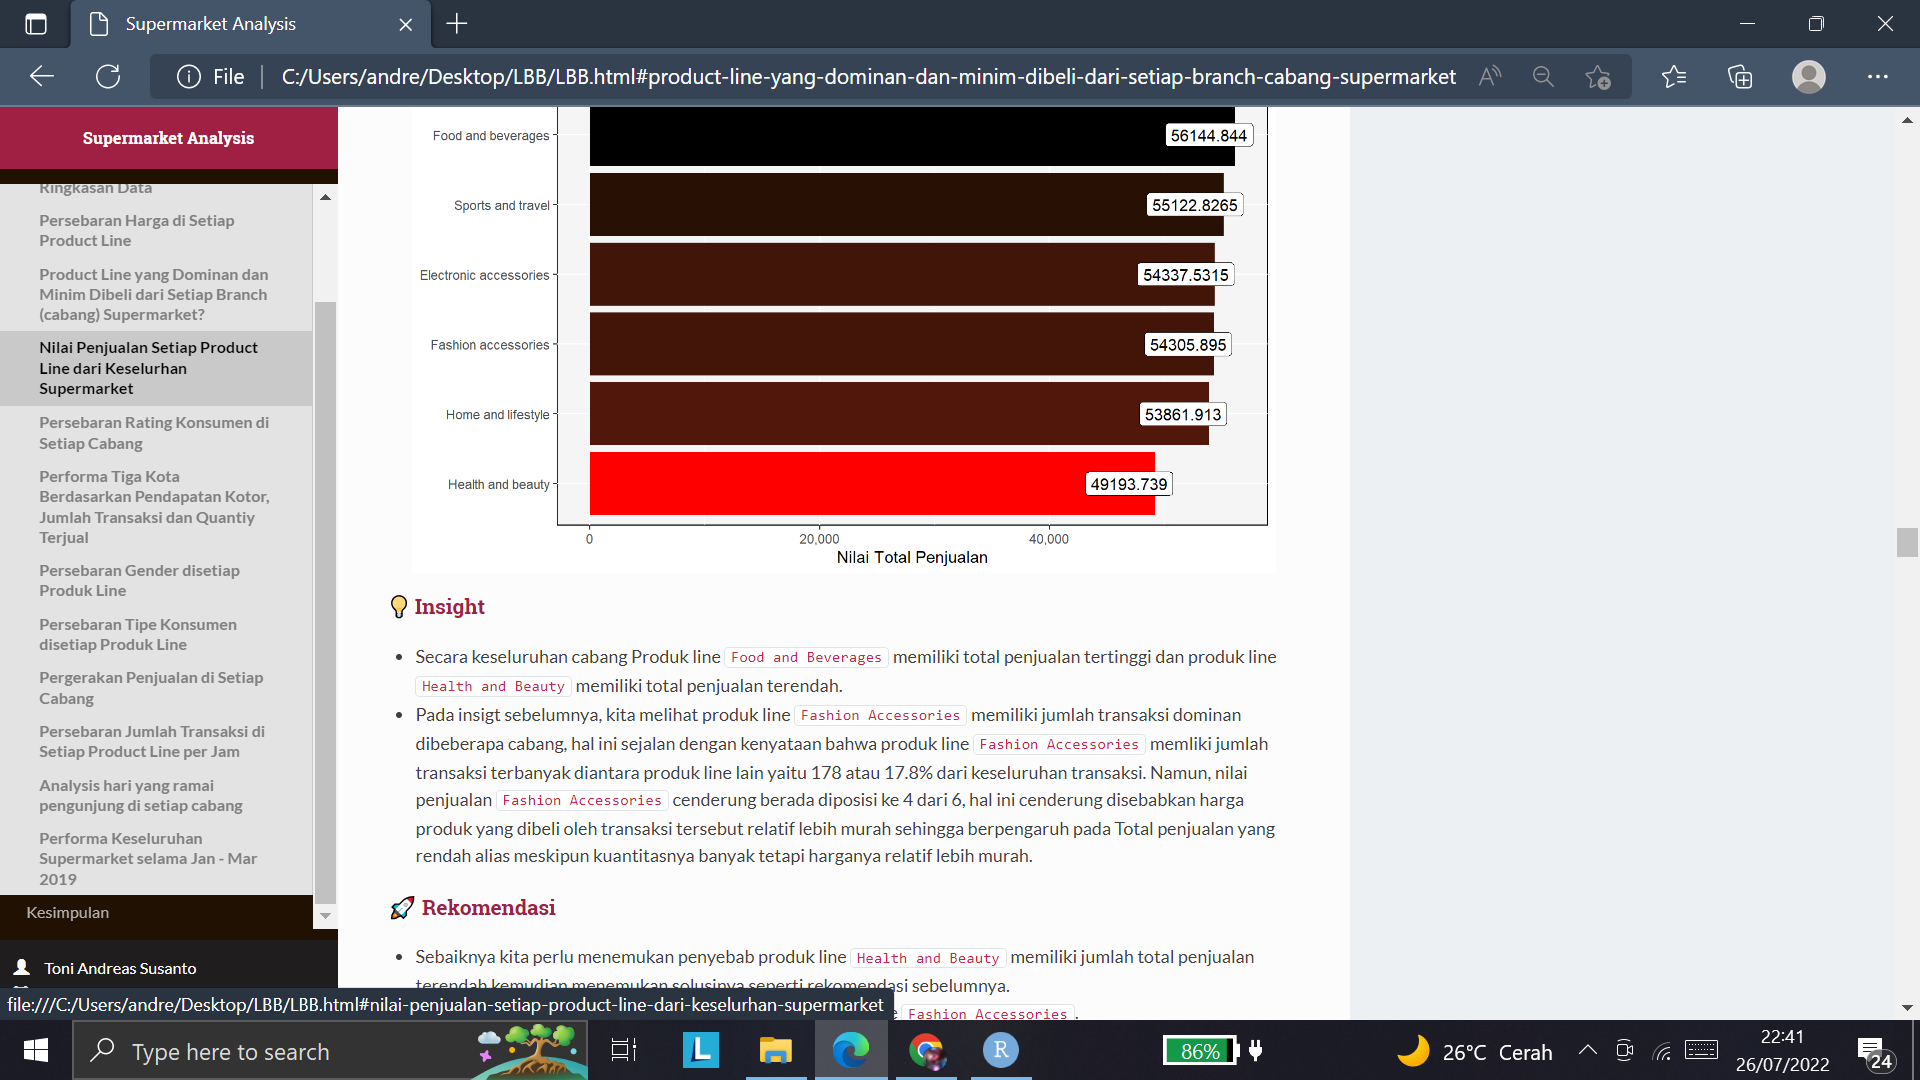 Supermarket Analysis
File
C:/Users/andre/Desktop/LBB/LBB.html#product-line-yang-dominan-dan-minim-dibeli-dari-setiap-branch-cabang-supermarket
Supermarket Analysis
Ringkasan Data
Persebaran Harga di Setiap
Product Line
Product Line yang Dominan dan
Minim Dibeli dari Setiap Branch
(cabang) Supermarket?
Nilai Penjualan Setiap Product
Line dari Keselurhan
Supermarket
Persebaran Rating Konsumen di
Setiap Cabang
Performa Tiga Kota
Berdasarkan Pendapatan Kotor,
Jumlah Transaksi dan Quantiy
Terjual
Persebaran Gender disetiap
Produk Line
Persebaran Tipe Konsumen
disetiap Produk Line
Pergerakan Penjualan di Setiap
Cabang
Persebaran Jumlah Transaksi di
Setiap Product Line per Jam
Analysis hari yang ramai
pengunjung di setiap cabang
Performa Keseluruhan
Supermarket selama Jan - Mar
2019
Kesimpulan
Toni Andreas Susanto
Food and beverages 56144.844
Sports and travel 55122.8265
Electronic accessories 54337.5315
Fashion accessories 54305.895
Home and lifestyle 53861.913
Health and beauty 49193.739
0 20,000 40,000
Nilai Total Penjualan
Insight
Secara keseluruhan cabang Produk line Food and Beverages memiliki total penjualan tertinggi dan produk line
Health and Beauty memiliki total penjualan terendah.
Pada insigt sebelumnya, kita melihat produk line Fashion Accessories memiliki jumlah transaksi dominan
dibeberapa cabang, hal ini sejalan dengan kenyataan bahwa produk line Fashion Accessories memliki jumlah
transaksi terbanyak diantara produk line lain yaitu 178 atau 17.8% dari keseluruhan transaksi. Namun, nilai
penjualan Fashion Accessories cenderung berada diposisi ke 4 dari 6, hal ini cenderung disebabkan harga
produk yang dibeli oleh transaksi tersebut relatif lebih murah sehingga berpengaruh pada Total penjualan yang
rendah alias meskipun kuantitasnya banyak tetapi harganya relatif lebih murah.
Rekomendasi
Sebaiknya kita perlu menemukan penyebab produk line Health and Beauty memiliki jumlah total penjualan
terendah kemudian menemukan solusinya seperti rekomendasi sebelumnya.
Fashion Accessories.
file:///C:/Users/andre/Desktop/LBB/LBB.html#nilai-penjualan-setiap-product-line-dari-keselurhan-supermarket
Type here to search
L
R
86%
26°C Cerah
22:41
26/07/2022
24